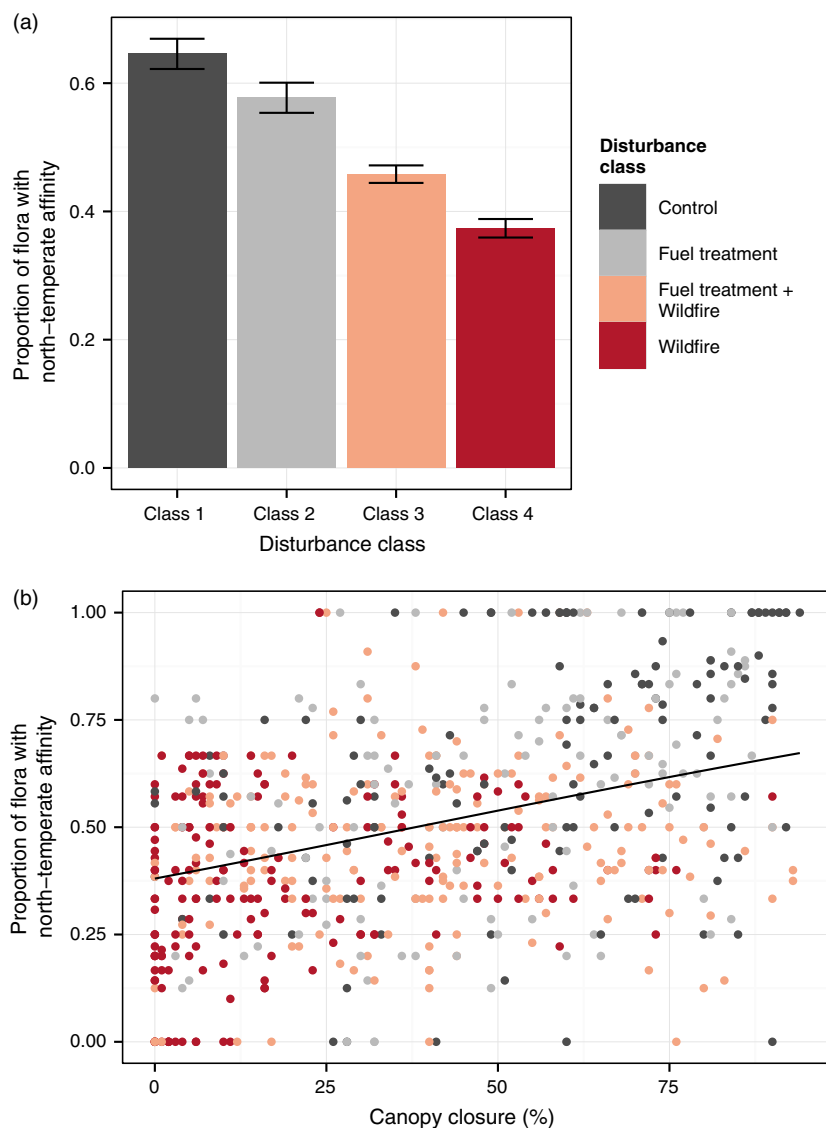 (a)
Proportion of flora with
north–temperate affinity
0.6
0.4
0.2
0.0
Class 1
Class 2
Class 3
Class 4
Disturbance class
Disturbance
class
Control
Fuel treatment
Fuel treatment +
Wildfire
Wildfire
(b)
Proportion of flora with
north–temperate affinity
1.00
0.75
0.50
0.25
0.00
0
25
50
75
Canopy closure (%)